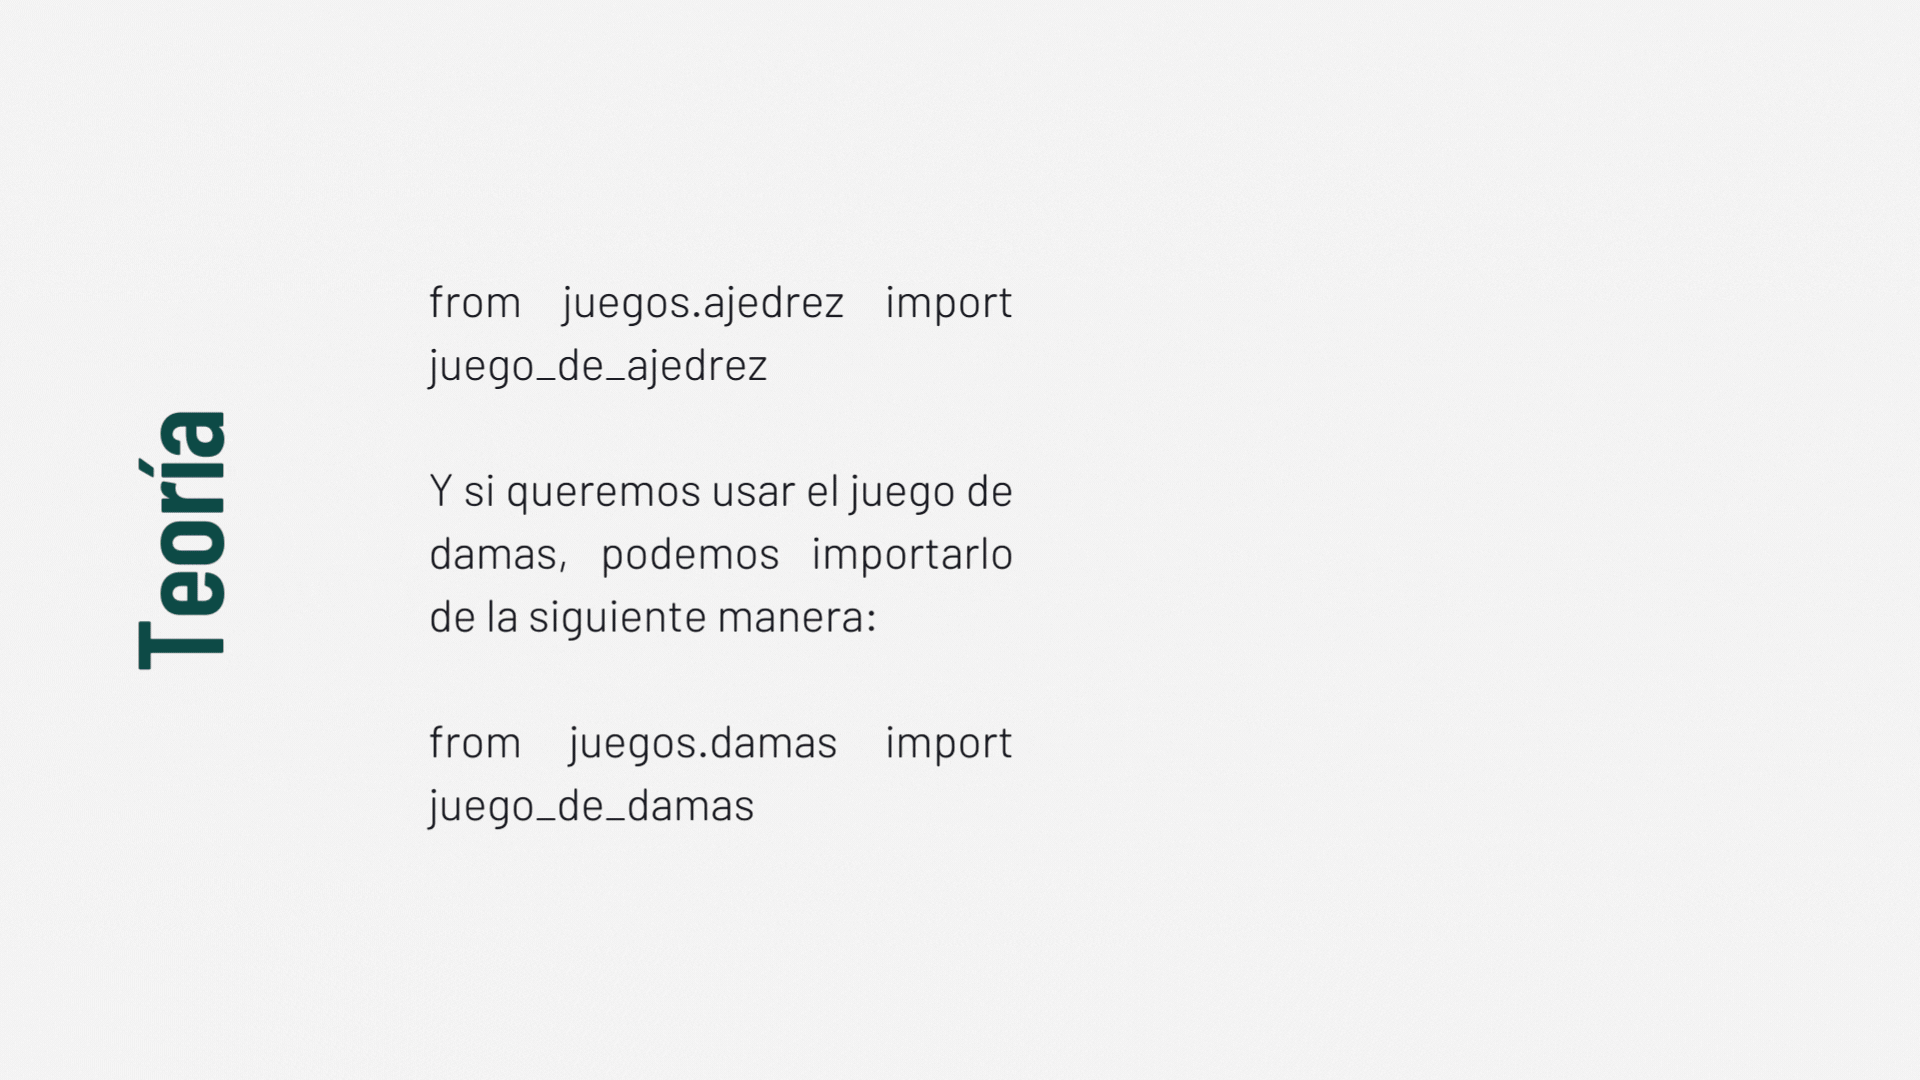 Teoría
from juegos.ajedrez import
juego_de_ajedrez
Y si queremos usar el juego de
damas, podemos importarlo
de la siguiente manera:
from juegos.damas import
juego_de_damas